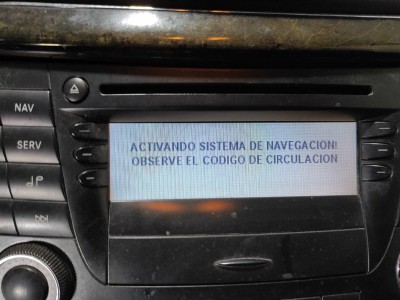 NAV
SERV
ACTIVANDO SISTEMA DE NAVEGACION!
OBSERVE EL CODIGO DE CIRCULACION